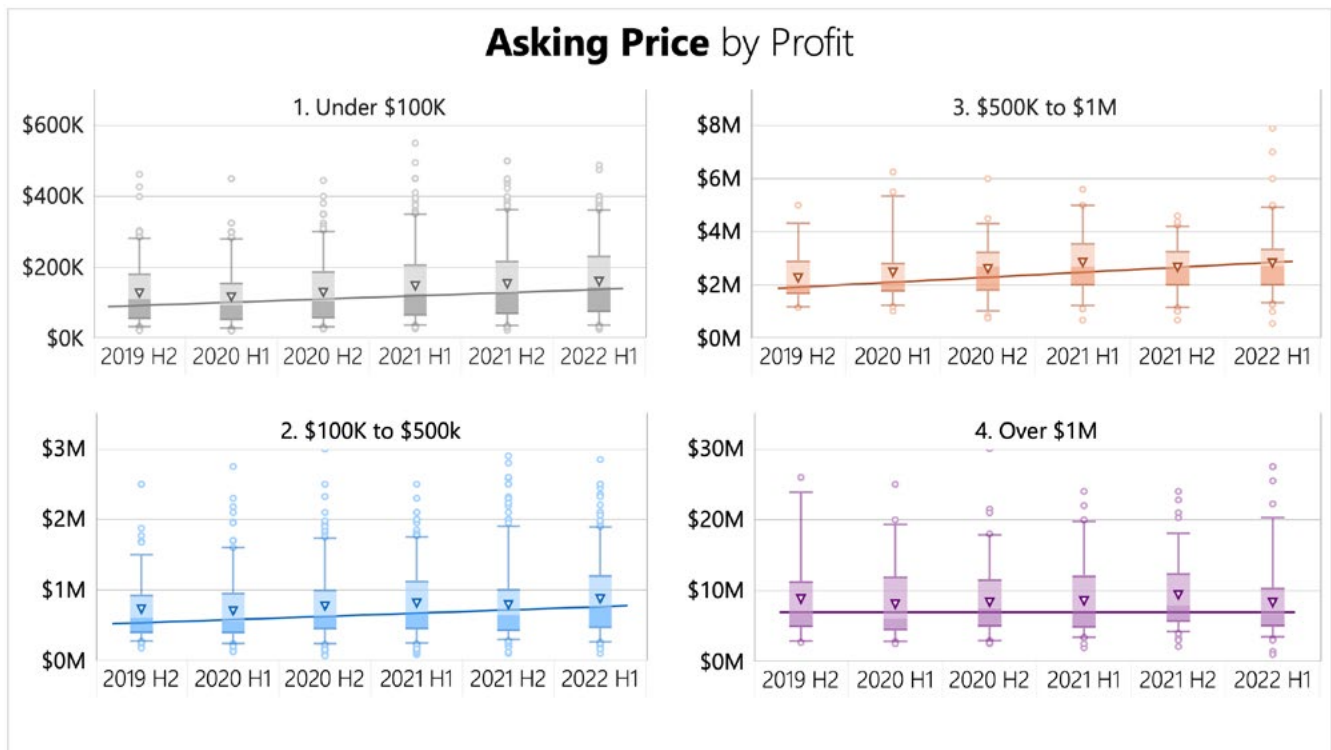 Asking Price by Profit
1. Under $100K
$600K
$400K
$200K
$0K
2019 H2 2020 H1 2020 H2 2021 H1 2021 H2 2022 H1
3. $500K to $1M
$8M
$6M
$4M
$2M
$0M
2019 H2 2020 H1 2020 H2 2021 H1 2021 H2 2022 H1
2. $100K to $500k
$3M
$2M
$1M
$0M
2019 H2 2020 H1 2020 H2 2021 H1 2021 H2 2022 H1
4. Over $1M
$30M
$20M
$10M
$0M
2019 H2 2020 H1 2020 H2 2021 H1 2021 H2 2022 H1